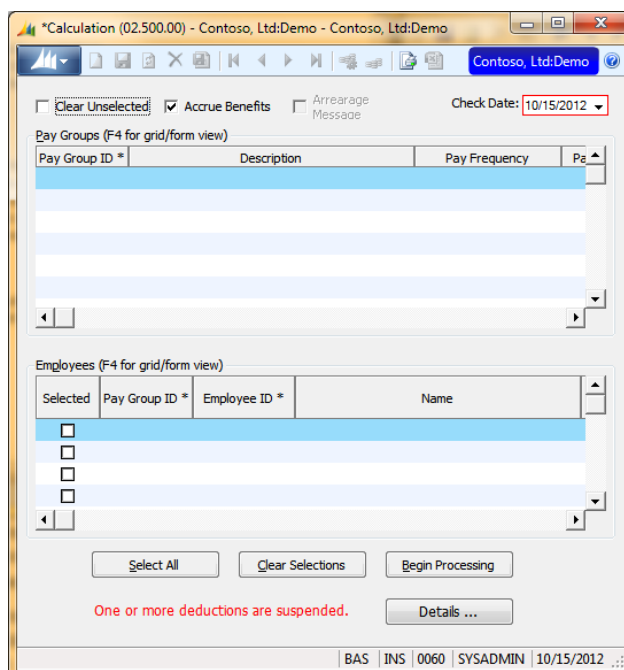 *Calculation (02.500.00) - Contoso, Ltd:Demo - Contoso, Ltd:Demo
Contoso, Ltd:Demo
Clear Unselected Accrue Benefits Arrearage Message Check Date: 10/15/2012
Pay Groups (F4 for grid/form view)
Pay Group ID * Description Pay Frequency Pa
Employees (F4 for grid/form view)
Selected Pay Group ID * Employee ID * Name
Select All Clear Selections Begin Processing
One or more deductions are suspended. Details ...
BAS INS 0060 SYSADMIN 10/15/2012